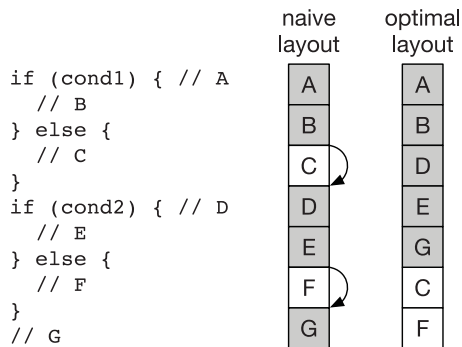 naive layout
optimal layout
if (cond1) { // A
  // B
} else {
  // C
}
if (cond2) { // D
  // E
} else {
  // F
}
// G
A
B
C
D
E
F
G
A
B
D
E
G
C
F